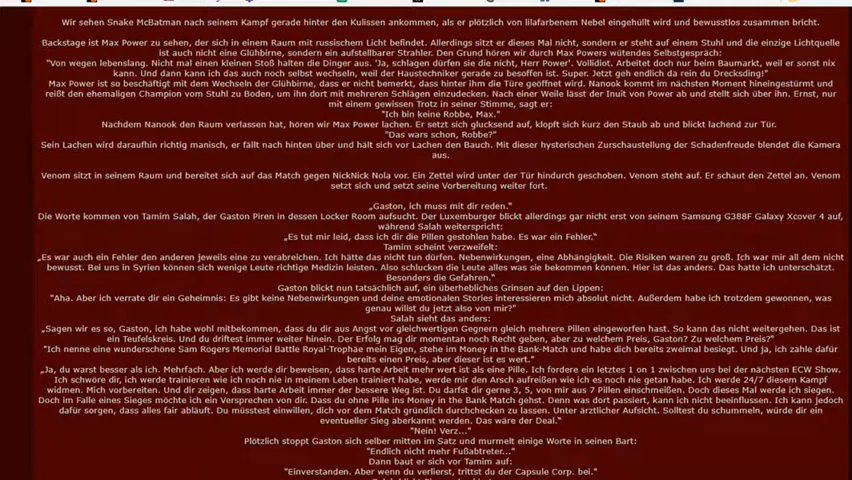 Wir sehen Snake McBatman nach seinem Kampf gerade hinter den Kulissen ankommen, als er plötzlich von lilafarbenem Nebel eingehüllt wird und bewusstlos zusammen bricht.
Backstage ist Max Power zu sehen, der sich in einem Raum mit russischem Licht befindet. Allerdings sitzt er dieses Mal nicht, sondern er steht auf einem Stuhl und die einzige Lichtquelle
ist auch nicht eine Glühbirne, sondern ein aufstellbarer Strahler. Den Grund hören wir durch Max Powers wütendes Selbstgespräch:
"Von wegen lebenslang. Nicht mal einen kleinen Stoß halten die Dinger aus. 'Ja, schlagen dürfen sie die nicht, Herr Power'. Vollidiot. Arbeitet doch nur beim Baumarkt, weil er sonst nix
kann. Und dann kann ich das auch noch selbst wechseln, weil der Haustechniker gerade zu besoffen ist. Super. Jetzt geh endlich da rein du Drecksding!"
Max Power ist so beschäftigt mit dem Wechseln der Glühbirne, dass er nicht bemerkt, dass hinter ihm die Türe geöffnet wird. Nanook kommt im nächsten Moment hineingestürmt und
reißt den ehemaligen Champion vom Stuhl zu Boden, um ihn dort mit mehreren Schlägen einzudecken. Nach einer Weile lässt der Inuit von Power ab und stellt sich über ihn. Ernst, nur
mit einem gewissen Trotz in seiner Stimme, sagt er:
"Ich bin keine Robbe, Max."
Nachdem Nanook den Raum verlassen hat, hören wir Max Power lachen. Er setzt sich glucksend auf, klopft sich kurz den Staub ab und blickt lachend zur Tür.
"Das wars schon, Robbe?"
Sein Lachen wird daraufhin richtig manisch, er fällt nach hinten über und hält sich vor Lachen den Bauch. Mit dieser hysterischen Zurschaustellung der Schadenfreude blendet die Kamera
aus.
Venom sitzt in seinem Raum und bereitet sich auf das Match gegen NickNick Nola vor. Ein Zettel wird unter der Tür hindurch geschoben. Venom steht auf. Er schaut den Zettel an. Venom
setzt sich und setzt seine Vorbereitung weiter fort.
„Gaston, ich muss mit dir reden.“
Die Worte kommen von Tamim Salah, der Gaston Piren in dessen Locker Room aufsucht. Der Luxemburger blickt allerdings gar nicht erst von seinem Samsung G388F Galaxy Xcover 4 auf,
während Salah weiterspricht:
„Es tut mir leid, dass ich dir die Pillen gestohlen habe. Es war ein Fehler.“
Tamim scheint verzweifelt:
„Es war auch ein Fehler den anderen jeweils eine zu verabreichen. Ich hätte das nicht tun dürfen. Nebenwirkungen, eine Abhängigkeit. Die Risiken waren zu groß. Ich war mir all dem nicht
bewusst. Bei uns in Syrien können sich wenige Leute richtige Medizin leisten. Also schlucken die Leute alles was sie bekommen können. Hier ist das anders. Das hatte ich unterschätzt.
Besonders die Gefahren.“
Gaston blickt nun tatsächlich auf, ein überhebliches Grinsen auf den Lippen:
"Aha. Aber ich verrate dir ein Geheimnis: Es gibt keine Nebenwirkungen und deine emotionalen Stories interessieren mich absolut nicht. Außerdem habe ich trotzdem gewonnen, was
genau willst du jetzt also von mir?"
Salah sieht das anders:
„Sagen wir es so, Gaston, ich habe wohl mitbekommen, dass du dir aus Angst vor gleichwertigen Gegnern gleich mehrere Pillen eingeworfen hast. So kann das nicht weitergehen. Das ist
ein Teufelskreis. Und du driftest immer weiter hinein. Der Erfolg mag dir momentan noch Recht geben, aber zu welchem Preis, Gaston? Zu welchem Preis?“
"Ich nenne eine wunderschöne Sam Rogers Memorial Battle Royal-Trophäe mein Eigen, stehe im Money in the Bank-Match und habe dich bereits zweimal besiegt. Und ja, ich zahle dafür
bereits einen Preis, aber dieser ist es wert."
„Ja, du warst besser als ich. Mehrfach. Aber ich werde dir beweisen, dass harte Arbeit mehr wert ist als eine Pille. Ich fordere ein letztes 1 on 1 zwischen uns bei der nächsten ECW Show.
Ich schwöre dir, ich werde trainieren wie ich noch nie in meinem Leben trainiert habe, werde mir den Arsch aufreißen wie ich es noch nie getan habe. Ich werde 24/7 diesem Kampf
widmen. Mich vorbereiten. Und dir zeigen, dass harte Arbeit immer der bessere Weg ist. Du darfst dir gerne 3, 5, von mir aus 7 Pillen einschmeißen. Doch dieses Mal werde ich siegen.
Doch im Falle eines Sieges möchte ich ein Versprechen von dir. Dass du ohne Pille ins Money in the Bank Match gehst. Denn was dort passiert, kann ich nicht beeinflussen. Ich kann jedoch
dafür sorgen, dass alles fair abläuft. Du müsstest einwilligen, dich vor dem Match gründlich durchchecken zu lassen. Unter ärztlicher Aufsicht. Solltest du schummeln, würde dir ein
eventueller Sieg aberkannt werden. Das wäre der Deal.“
"Nein! Verz..."
Plötzlich stoppt Gaston sich selber mitten im Satz und murmelt einige Worte in seinen Bart:
"Endlich nicht mehr Fußabtreter..."
Dann baut er sich vor Tamim auf:
"Einverstanden. Aber wenn du verlierst, trittst du der Capsule Corp. bei."